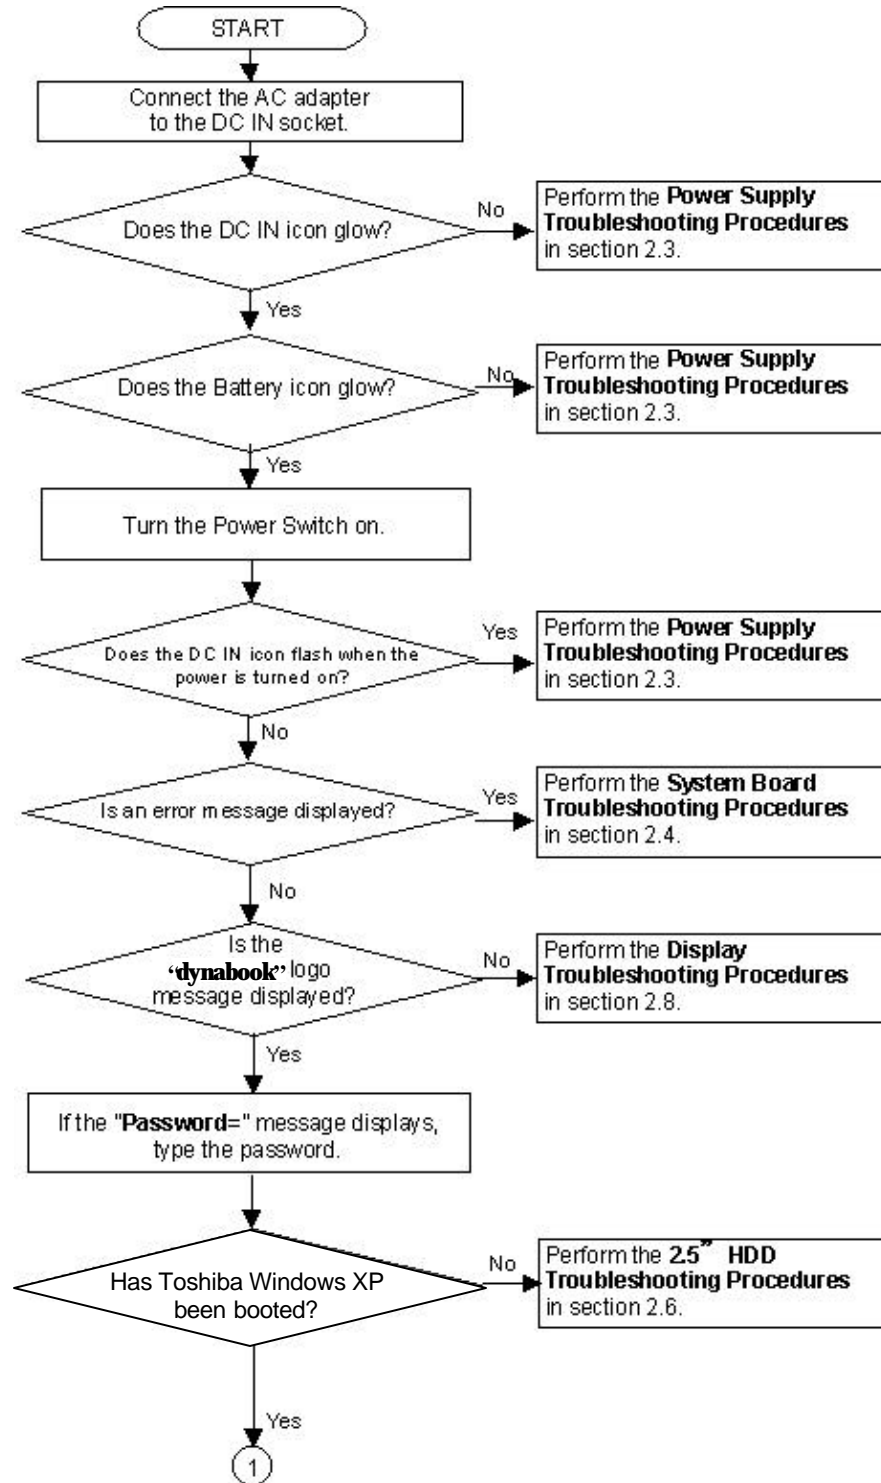 START
Connect the AC adapter
to the DC IN socket.
Does the DC IN icon glow?
No
Perform the Power Supply
Troubleshooting Procedures
in section 2.3.
Yes
Does the Battery icon glow?
No
Perform the Power Supply
Troubleshooting Procedures
in section 2.3.
Yes
Turn the Power Switch on.
Does the DC IN icon flash when the
power is turned on?
Yes
Perform the Power Supply
Troubleshooting Procedures
in section 2.3.
No
Is an error message displayed?
Yes
Perform the System Board
Troubleshooting Procedures
in section 2.4.
No
Is the
“dynabook” logo
message displayed?
No
Perform the Display
Troubleshooting Procedures
in section 2.8.
Yes
If the "Password=" message displays,
type the password.
Has Toshiba Windows XP
been booted?
No
Perform the 2.5” HDD
Troubleshooting Procedures
in section 2.6.
Yes
1